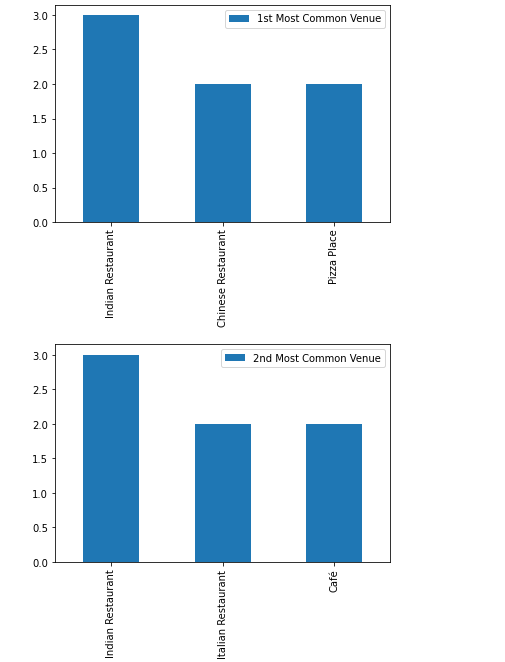 1st Most Common Venue
3.0
2.5
2.0
1.5
1.0
0.5
0.0
Indian Restaurant
Chinese Restaurant
Pizza Place
2nd Most Common Venue
3.0
2.5
2.0
1.5
1.0
0.5
0.0
Indian Restaurant
Italian Restaurant
Café